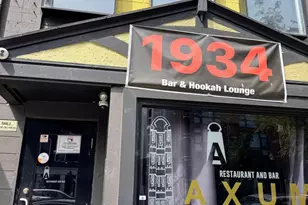 1934
Bar & Hookah Lounge
RESTAURANT AND BAR
AXUM